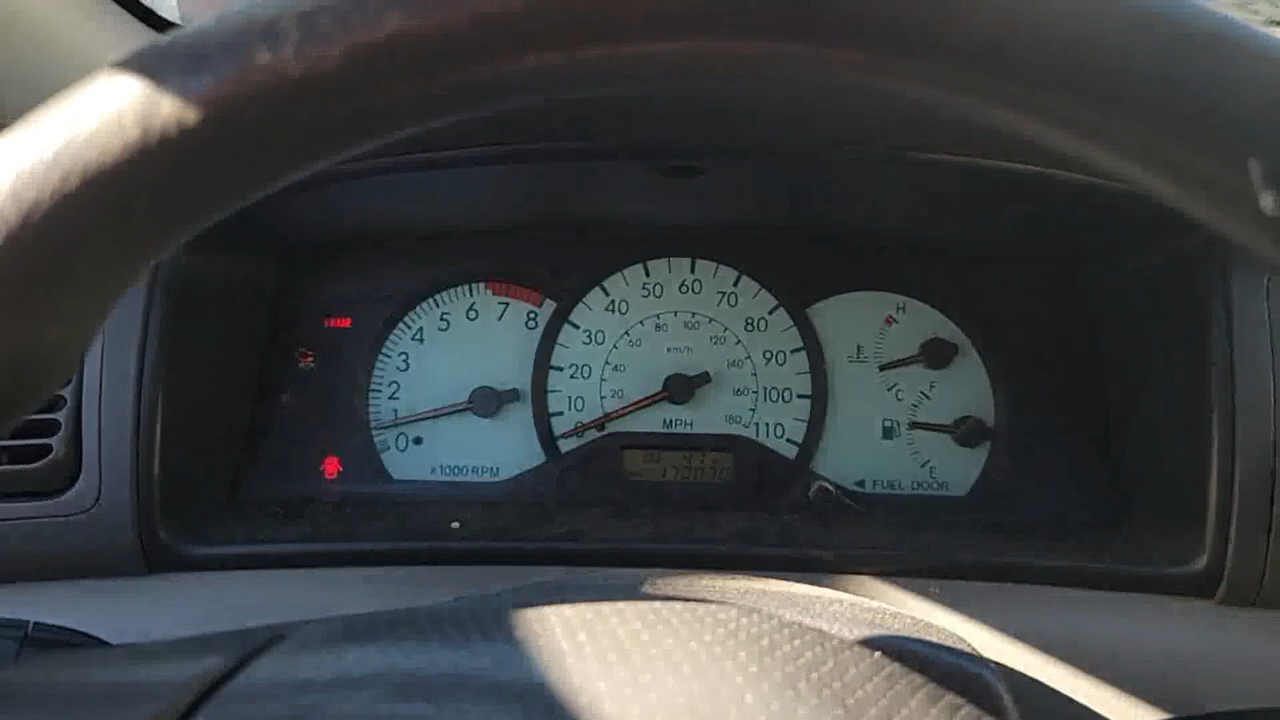 BRAKE
0 1 2 3 4 5 6 7 8
x1000 RPM
0 10 20 30 40 50 60 70 80 90 100 110
20 40 60 80 100 120 140 160 180
km/h
MPH
H
C
F
E
FUEL DOOR